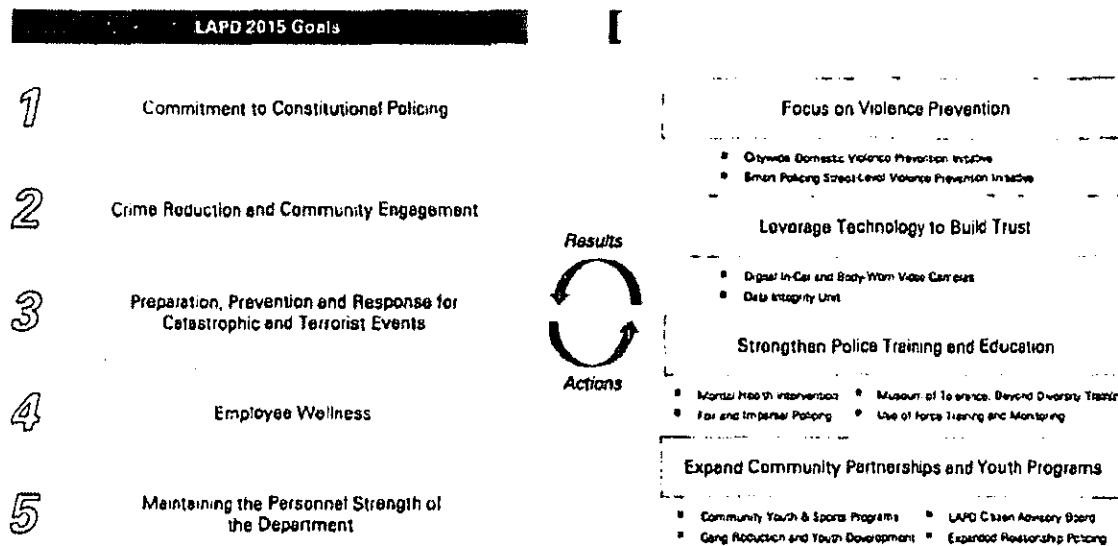 LAPD 2015 Goals
[
1
Commitment to Constitutional Policing
2
Crime Reduction and Community Engagement
3
Preparation, Prevention and Response for
Catastrophic and Terrorist Events
4
Employee Wellness
5
Maintaining the Personnel Strength of
the Department
Results
Actions
Focus on Violence Prevention
Citywide Domestic Violence Prevention Initiative
Smart Policing Street-Level Violence Prevention Initiative
Leverage Technology to Build Trust
Digital In-Car and Body-Worn Video Cameras
Data Integrity Unit
Strengthen Police Training and Education
Mental Health Intervention
Museum of Tolerance, Beyond Diversity
Fair and Impartial Policing
Use of Force Training and Monitoring
Expand Community Partnerships and Youth Programs
Community Youth & Sports Programs
LAPD Citizen Advisory Board
Gang Reduction and Youth Development
Expanded Relationship Policing